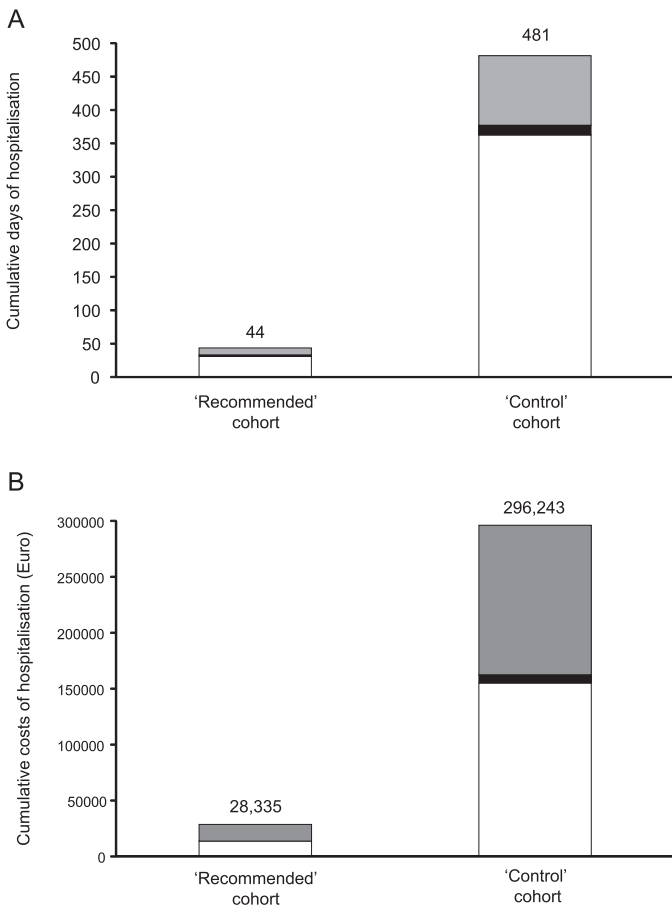 A
Cumulative days of hospitalisation
500
450
400
350
300
250
200
150
100
50
0
44
481
‘Recommended’
cohort
‘Control’
cohort
B
Cumulative costs of hospitalisation (Euro)
300000
250000
200000
150000
100000
50000
0
28,335
296,243
‘Recommended’
cohort
‘Control’
cohort